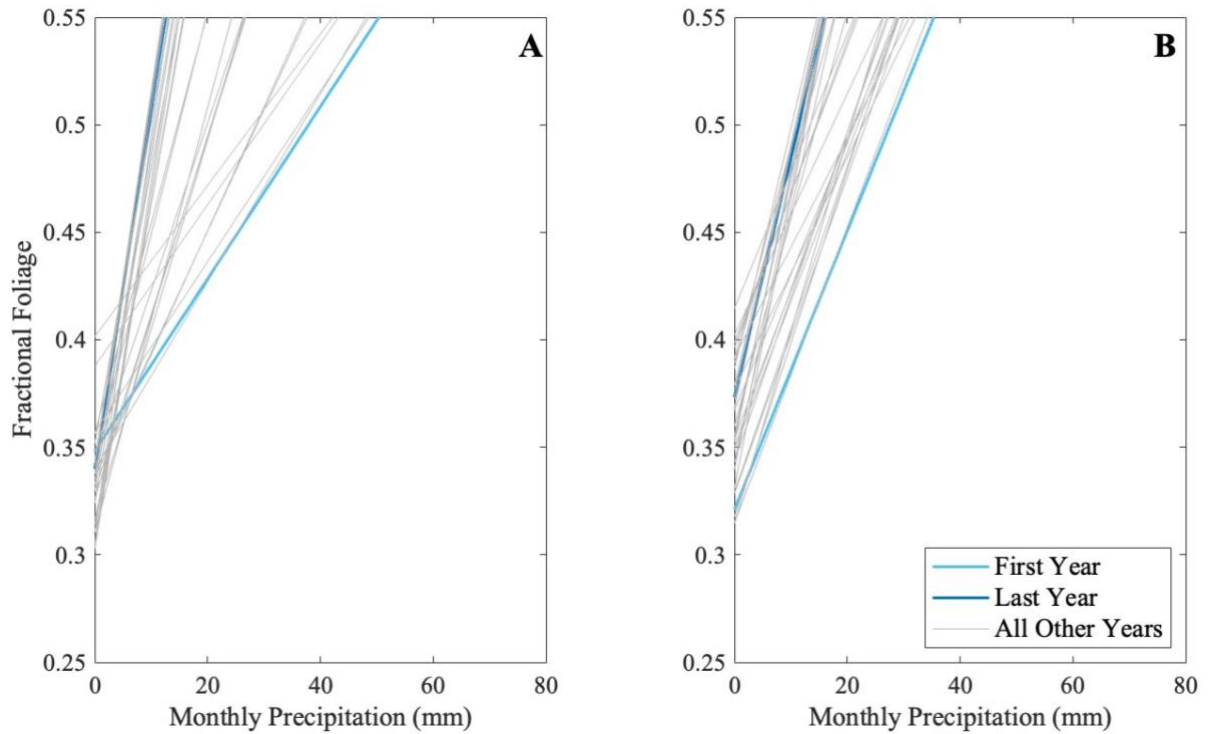 A
0.55
0.5
0.45
0.4
0.35
0.3
0.25
Fractional Foliage
0 20 40 60 80
Monthly Precipitation (mm)
B
0.55
0.5
0.45
0.4
0.35
0.3
0.25
First Year
Last Year
All Other Years
0 20 40 60 80
Monthly Precipitation (mm)